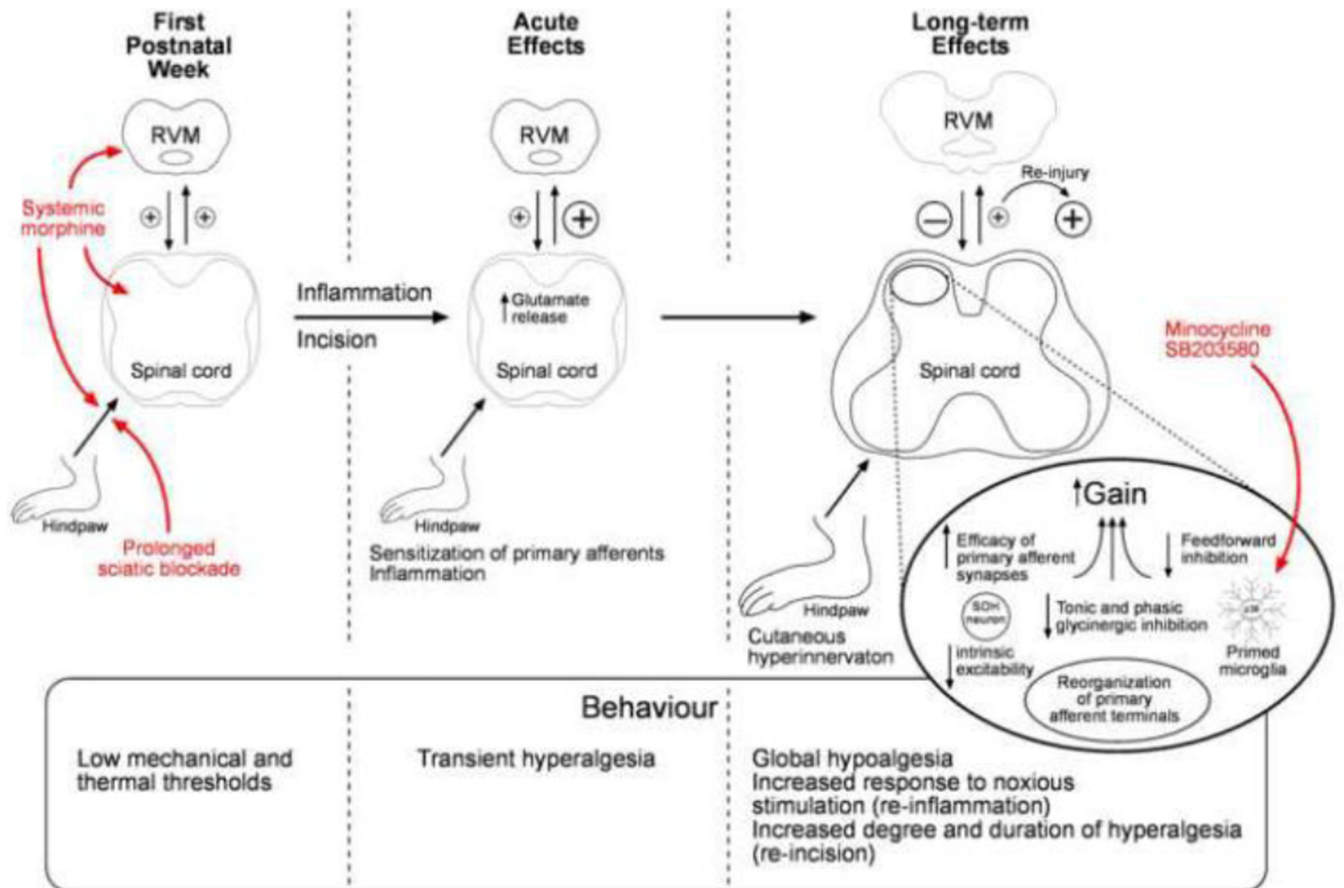 First
Postnatal
Week
RVM
Systemic
morphine
+
+
Spinal cord
Hindpaw
Prolonged
sciatic blockade
Inflammation
Incision
Acute
Effects
RVM
+
+
↑Glutamate
release
Spinal cord
Hindpaw
Sensitization of primary afferents
Inflammation
Long-term
Effects
RVM
Re-injury
−
+
+
Spinal cord
Hindpaw
Cutaneous
hyperinnervaton
Minocycline
SB203580
↑Gain
↑Efficacy of
primary afferent
synapses
↓Feedforward
inhibition
SDH
neuron
↓Tonic and phasic
glycinergic inhibition
↓intrinsic
excitability
Primed
microglia
Reorganization
of primary
afferent terminals
Behaviour
Low mechanical and
thermal thresholds
Transient hyperalgesia
Global hypoalgesia
Increased response to noxious
stimulation (re-inflammation)
Increased degree and duration of hyperalgesia
(re-incision)